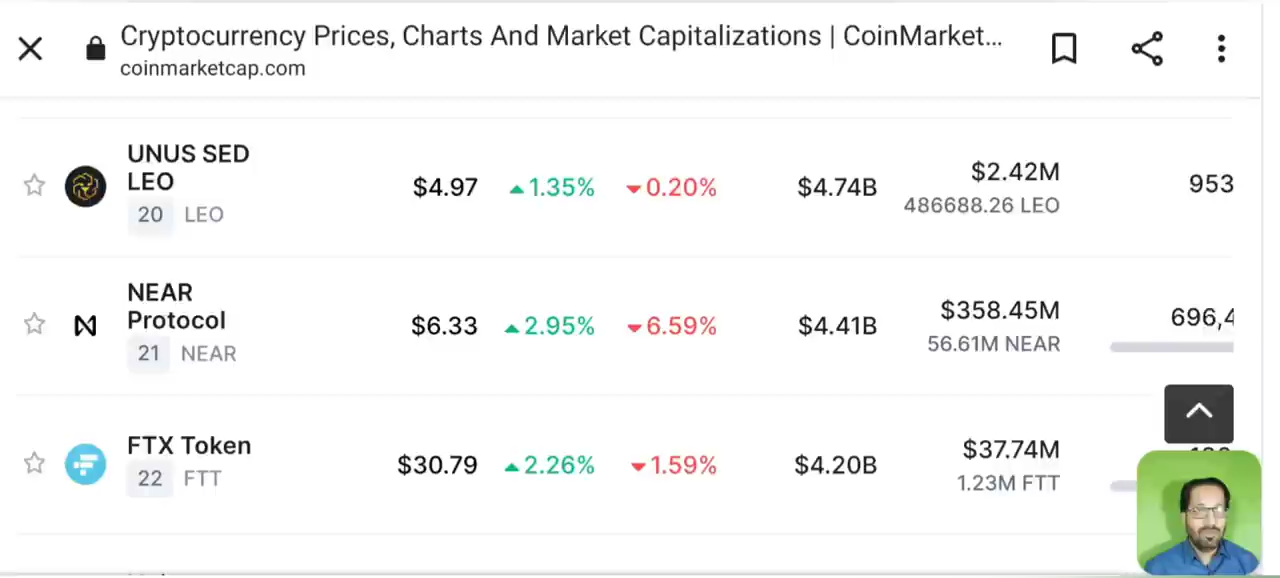 Cryptocurrency Prices, Charts And Market Capitalizations | CoinMarket...
coinmarketcap.com
UNUS SED
LEO
20 LEO
$4.97
1.35%
0.20%
$4.74B
$2.42M
486688.26 LEO
953
NEAR
Protocol
21 NEAR
$6.33
2.95%
6.59%
$4.41B
$358.45M
56.61M NEAR
696,4
FTX Token
22 FTT
$30.79
2.26%
1.59%
$4.20B
$37.74M
1.23M FTT